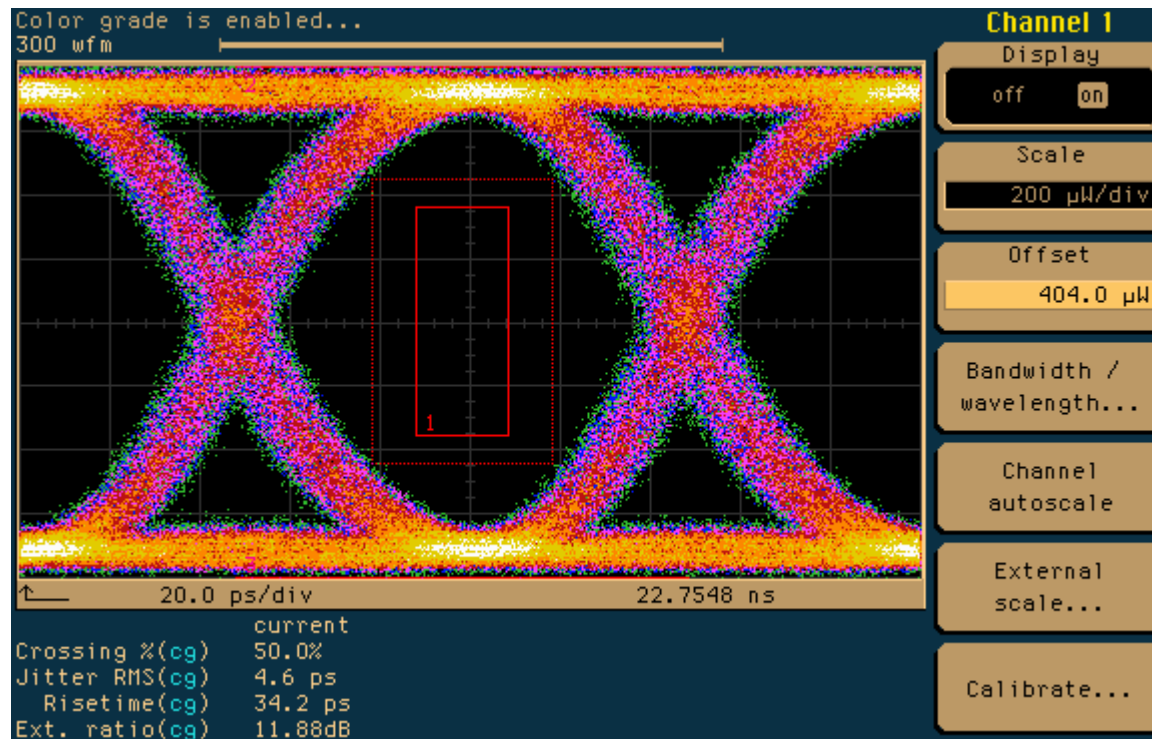 Color grade is enabled...
300 wfm
1
20.0 ps/div 22.7548 ns
current
Crossing %(cg) 50.0%
Jitter RMS(cg) 4.6 ps
Risetime(cg) 34.2 ps
Ext. ratio(cg) 11.88dB
Channel 1
Display
off on
Scale
200 µW/div
Offset
404.0 µW
Bandwidth /
wavelength...
Channel
autoscale
External
scale...
Calibrate...